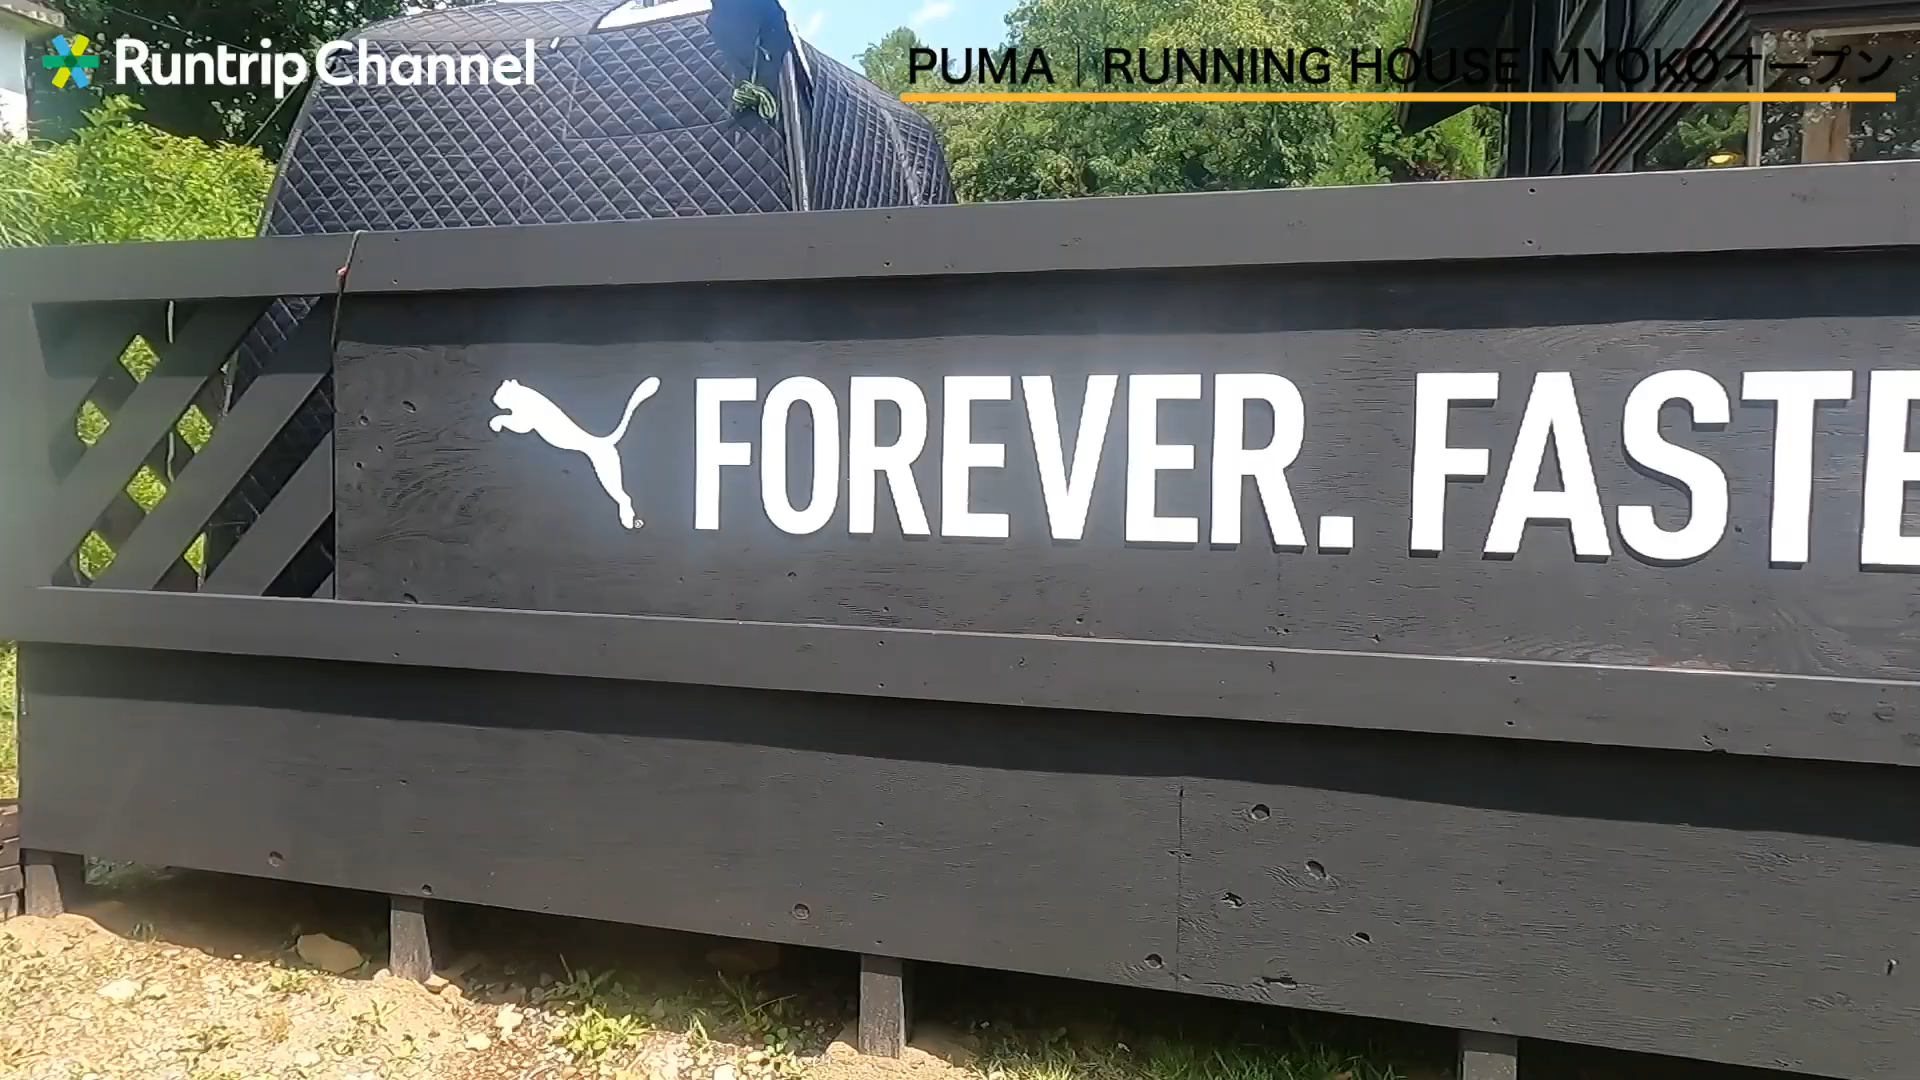 Runtrip Channel
PUMA｜RUNNING HOUSE MYOKOオープン
FOREVER. FASTE